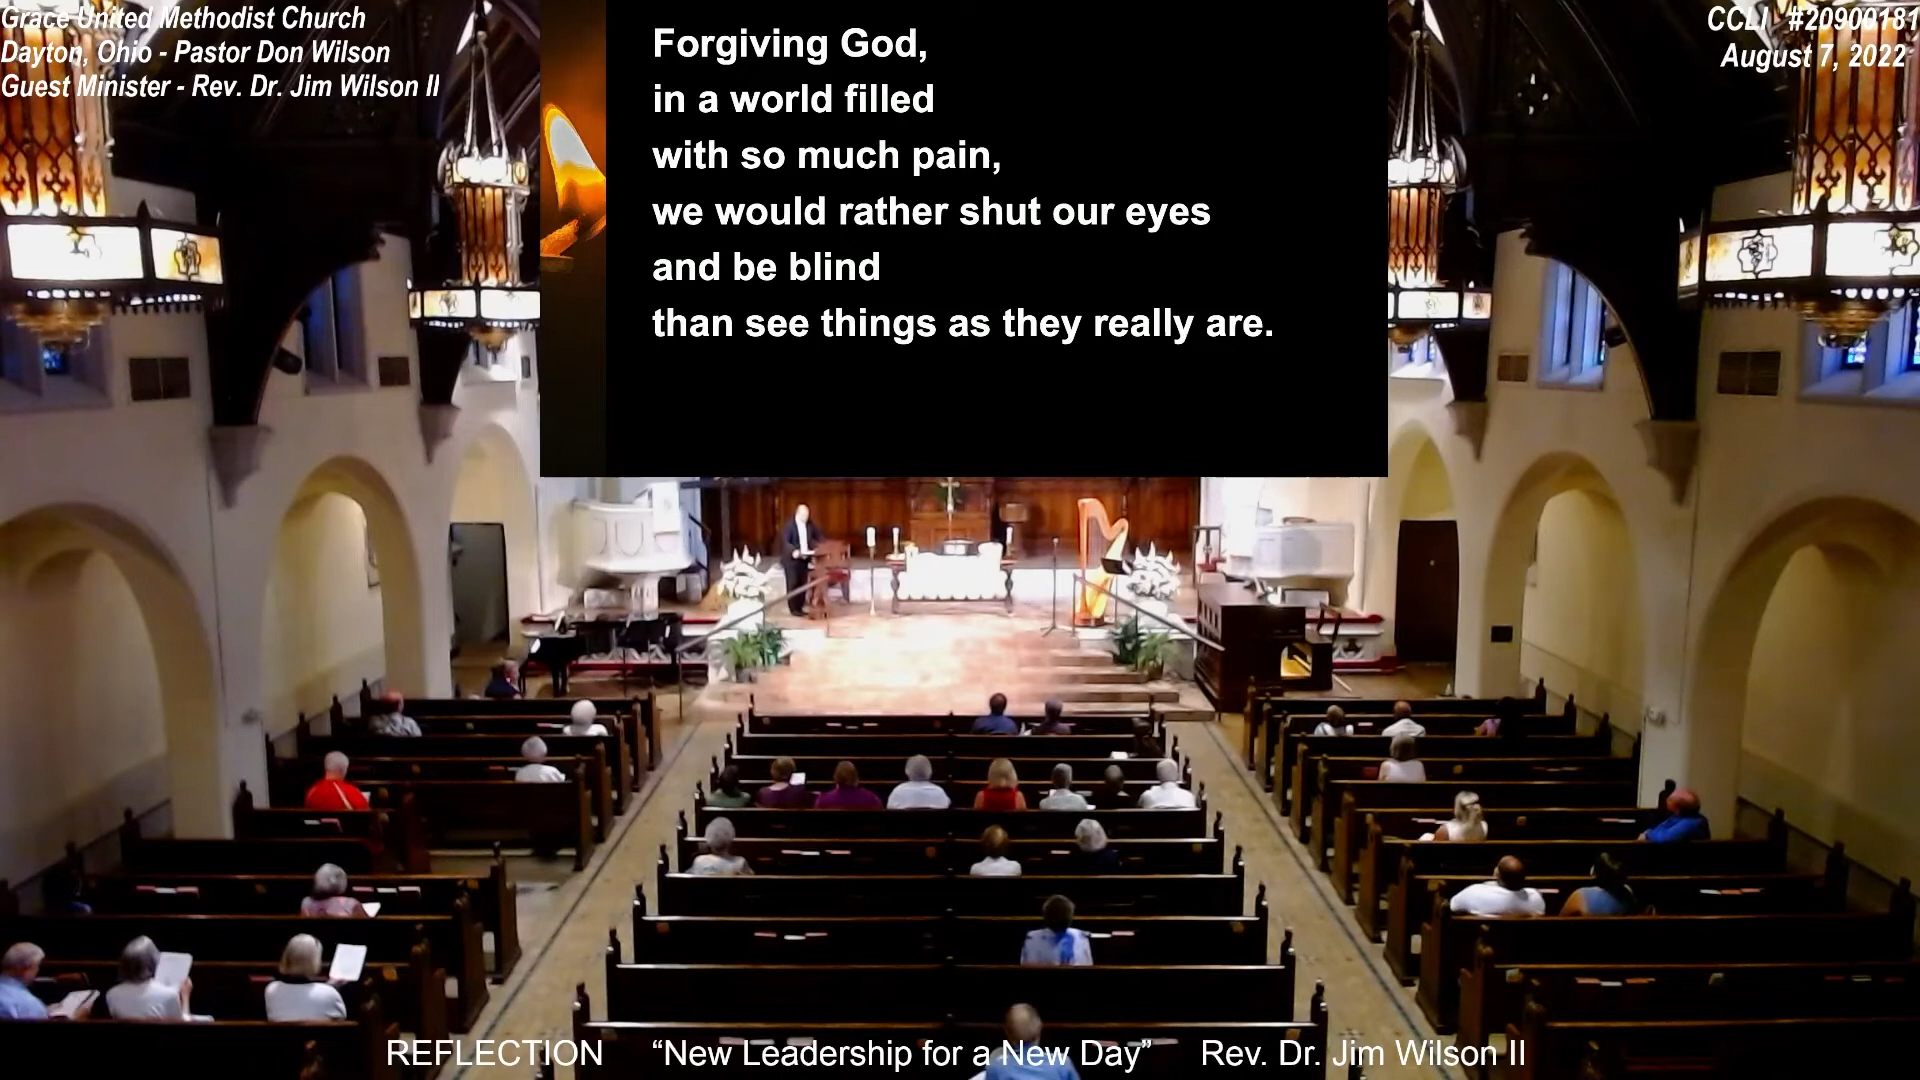 Grace United Methodist Church
Dayton, Ohio - Pastor Don Wilson
Guest Minister - Rev. Dr. Jim Wilson II
CCLI #20900181
August 7, 2022
Forgiving God,
in a world filled
with so much pain,
we would rather shut our eyes
and be blind
than see things as they really are.
REFLECTION “New Leadership for a New Day” Rev. Dr. Jim Wilson II